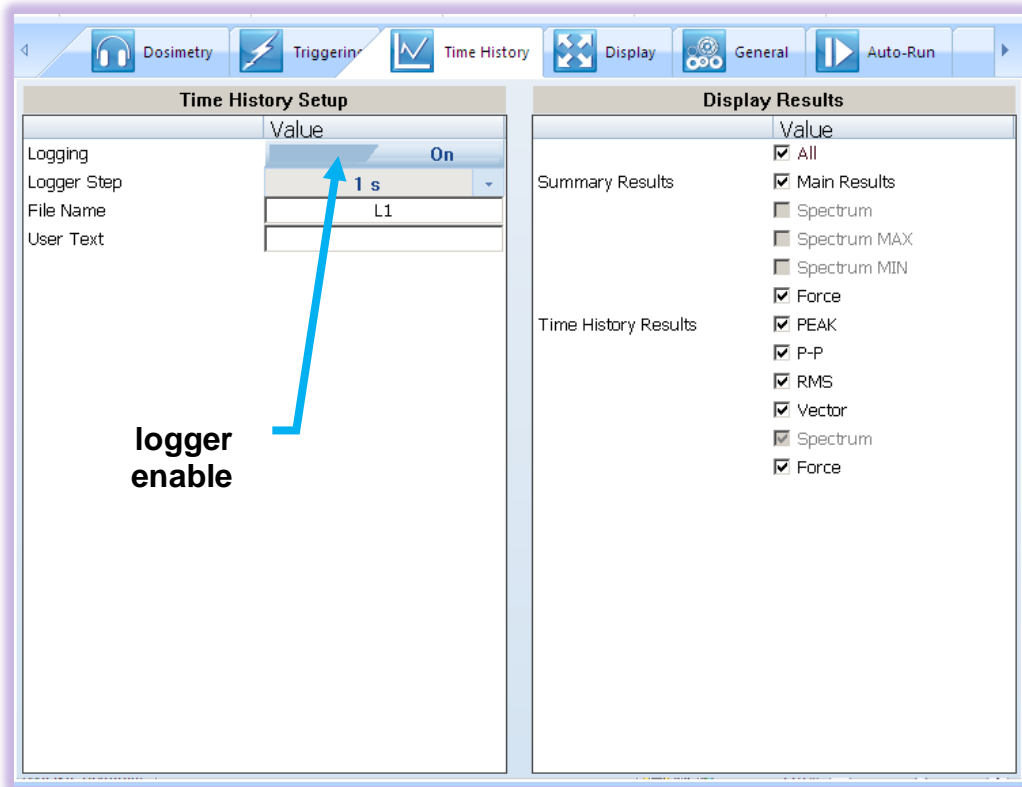 Dosimetry Triggering Time History Display General Auto-Run
Time History Setup
Value
Logging On
Logger Step 1 s
File Name L1
User Text
logger
enable
Display Results
Value
All
Summary Results Main Results
Spectrum
Spectrum MAX
Spectrum MIN
Force
Time History Results PEAK
P-P
RMS
Vector
Spectrum
Force